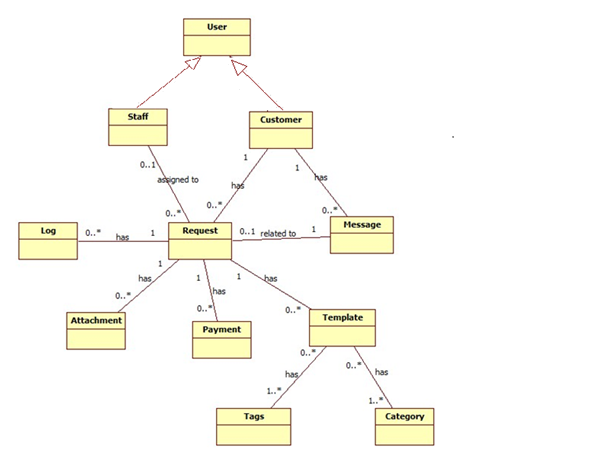 User
Staff
Customer
0..1
1
1
assigned to
has
has
0..*
0..*
0..*
Log
0..*
has
1
Request
0..1
related to
1
Message
1
has
1
has
1
has
0..*
0..*
0..*
Attachment
Payment
Template
0..*
0..*
has
has
1..*
1..*
Tags
Category